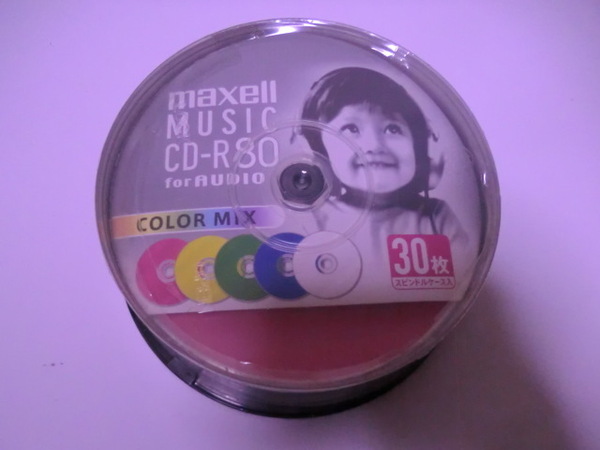 maxell
MUSIC
CD-R80
for AUDIO
COLOR MIX
30枚
スピンドルケース入